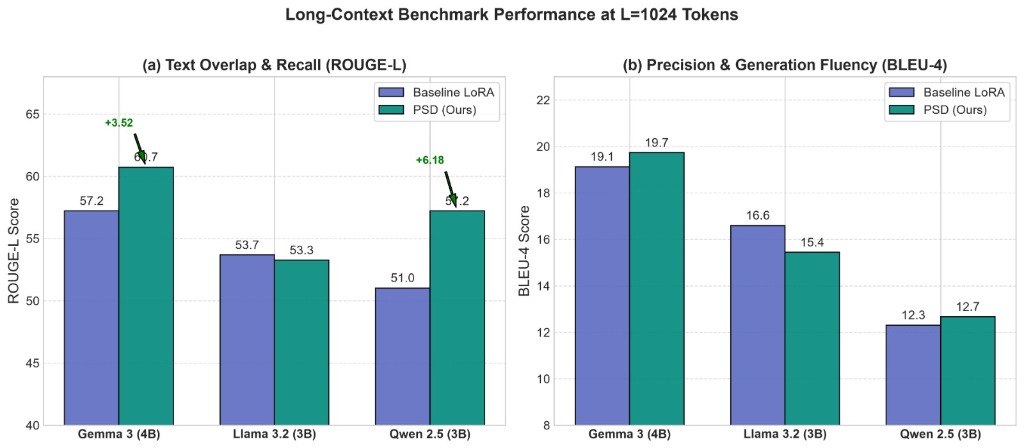 Long-Context Benchmark Performance at L=1024 Tokens
(a) Text Overlap & Recall (ROUGE-L)
Baseline LoRA
PSD (Ours)
ROUGE-L Score
65
60
55
50
45
40
+3.52
+6.18
57.2
60.7
53.7
53.3
51.0
57.2
Gemma 3 (4B)
Llama 3.2 (3B)
Qwen 2.5 (3B)
(b) Precision & Generation Fluency (BLEU-4)
Baseline LoRA
PSD (Ours)
BLEU-4 Score
22
20
18
16
14
12
10
8
19.1
19.7
16.6
15.4
12.3
12.7
Gemma 3 (4B)
Llama 3.2 (3B)
Qwen 2.5 (3B)